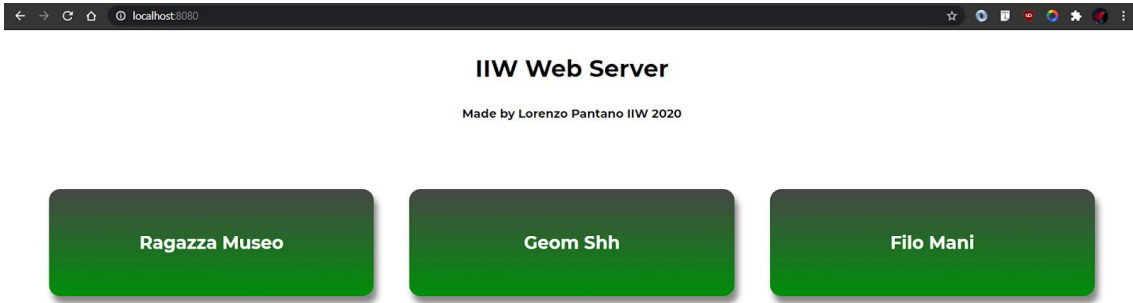 localhost:8080
IIW Web Server
Made by Lorenzo Pantano IIW 2020
Ragazza Museo
Geom Shh
Filo Mani